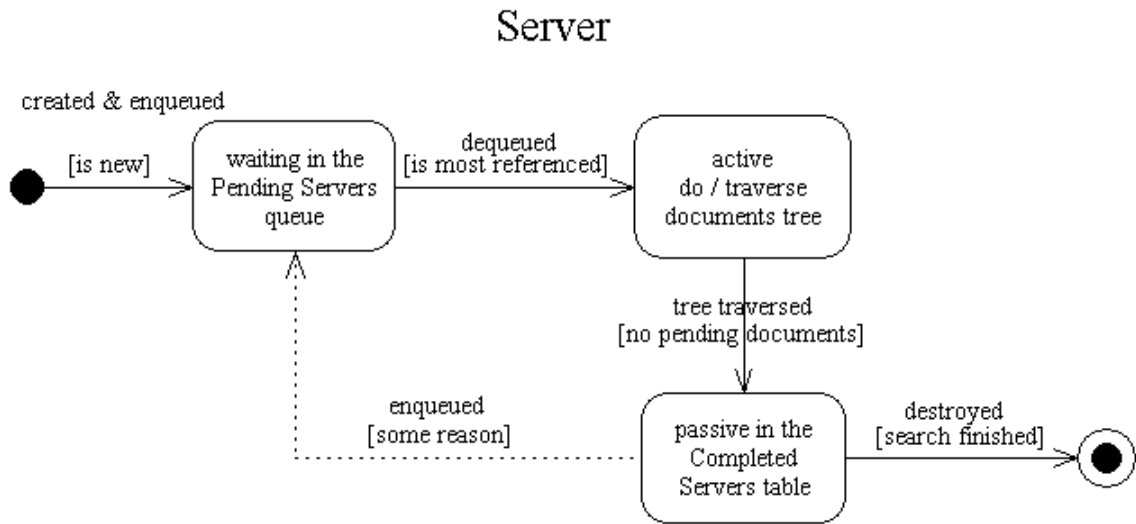 Server
created & enqueued
[is new]
waiting in the
Pending Servers
queue
dequeued
[is most referenced]
active
do / traverse
documents tree
tree traversed
[no pending documents]
enqueued
[some reason]
passive in the
Completed
Servers table
destroyed
[search finished]